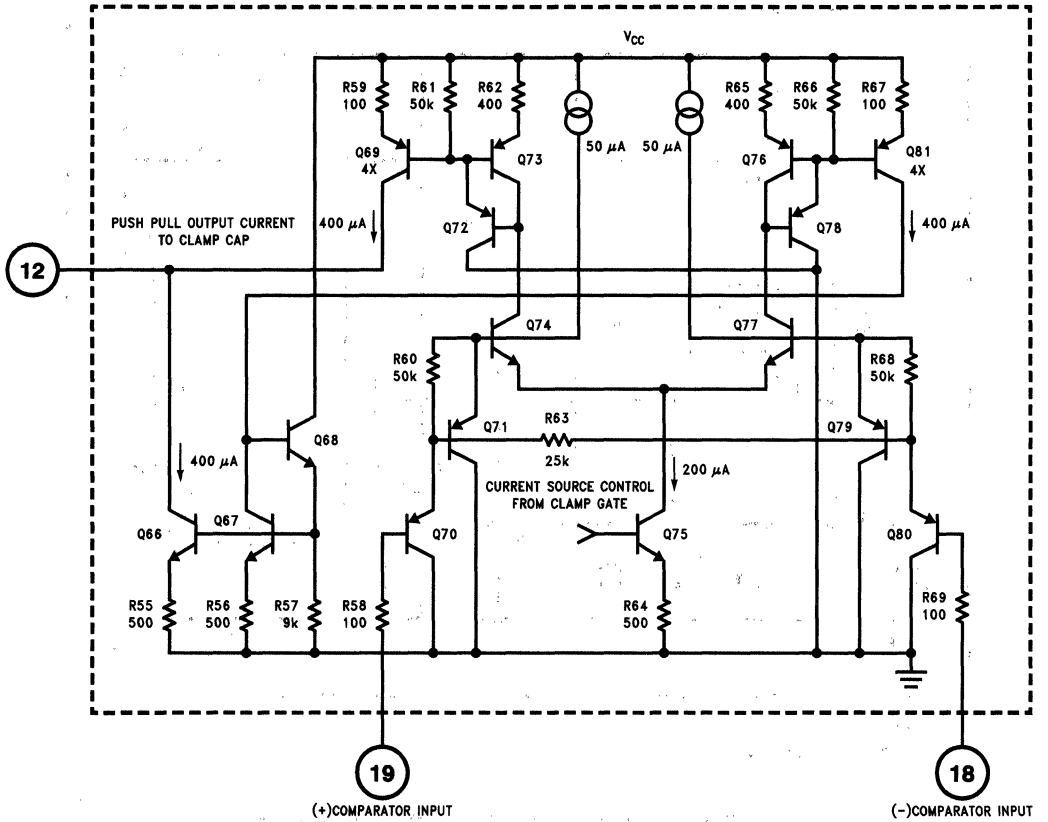 VCC
R59
100
R61
50k
R62
400
R65
400
R66
50k
R67
100
50 μA
50 μA
Q69
4X
Q73
Q76
Q81
4X
PUSH PULL OUTPUT CURRENT
TO CLAMP CAP
400 μA
Q72
Q78
400 μA
12
Q74
Q77
R60
50k
R68
50k
Q68
Q71
R63
25k
Q79
400 μA
CURRENT SOURCE CONTROL
FROM CLAMP GATE
200 μA
Q66
Q67
Q70
Q75
Q80
R55
500
R56
500
R57
9k
R58
100
R64
500
R69
100
19
(+)COMPARATOR INPUT
18
(-)COMPARATOR INPUT